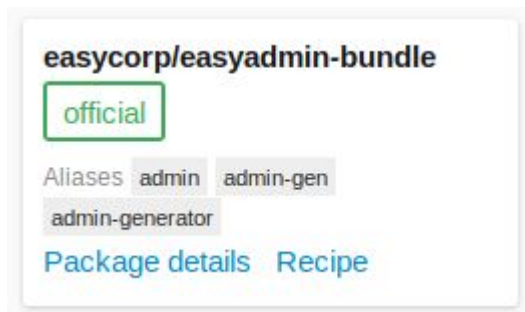 easycorp/easyadmin-bundle
official
Aliases admin admin-gen
admin-generator
Package details Recipe